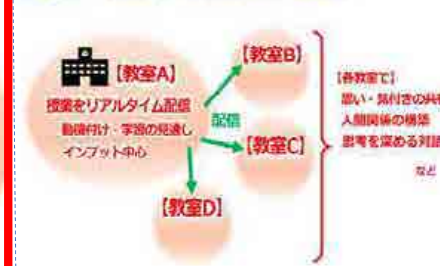 【教室A】
授業をリアルタイム配信
動機付け・学習の見通し
インプット中心
配信
【教室B】
【教室C】
【教室D】
【各教室で】
思い・気付きの共有
人間関係の構築
思考を深める対話
など